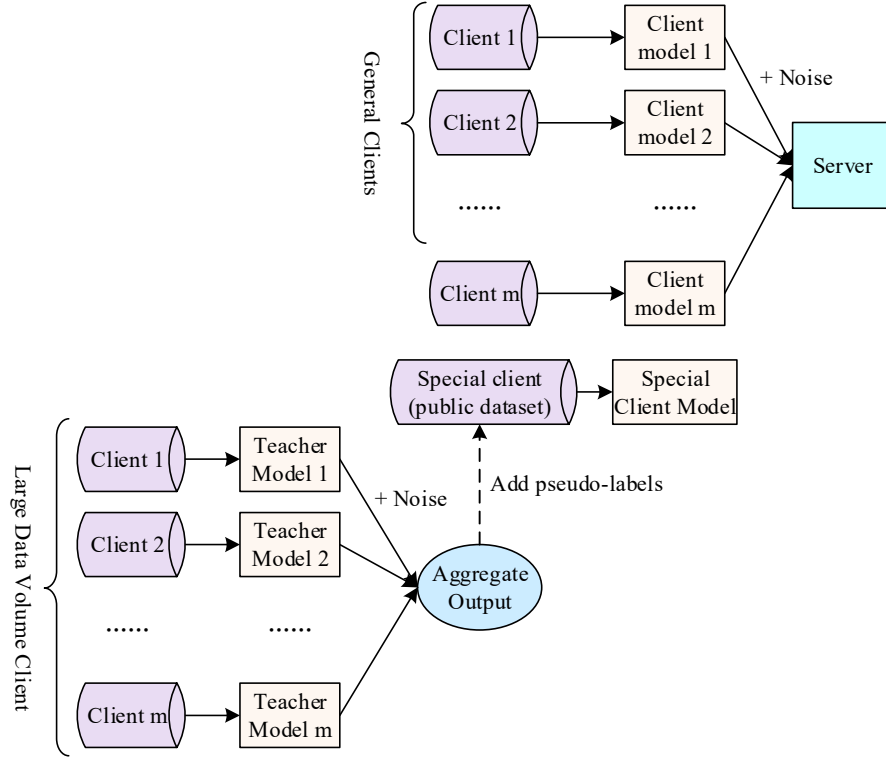 General Clients
Client 1
Client
model 1
+ Noise
Client 2
Client
model 2
Server
......
......
Client m
Client
model m
Special client
(public dataset)
Special
Client Model
Large Data Volume Client
Client 1
Teacher
Model 1
+ Noise
Add pseudo-labels
Client 2
Teacher
Model 2
Aggregate
Output
......
......
Client m
Teacher
Model m